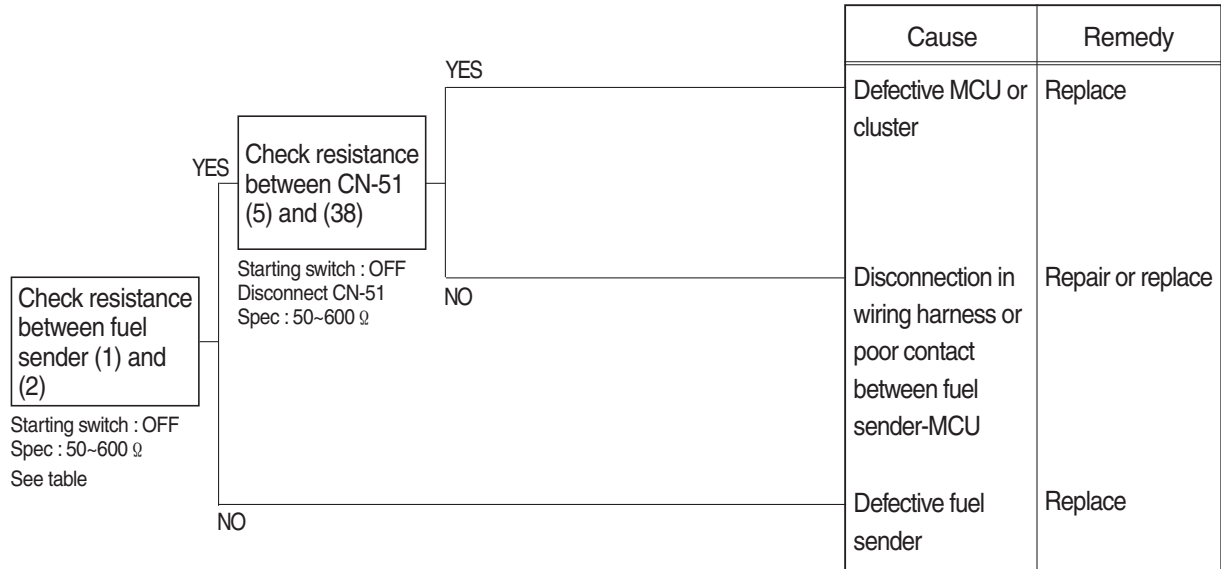 Cause
Remedy
YES
Defective MCU or
cluster
Replace
YES
Check resistance
between CN-51
(5) and (38)
Starting switch : OFF
Disconnect CN-51
Spec : 50~600 Ω
NO
Disconnection in
wiring harness or
poor contact
between fuel
sender-MCU
Repair or replace
Check resistance
between fuel
sender (1) and
(2)
Starting switch : OFF
Spec : 50~600 Ω
See table
NO
Defective fuel
sender
Replace